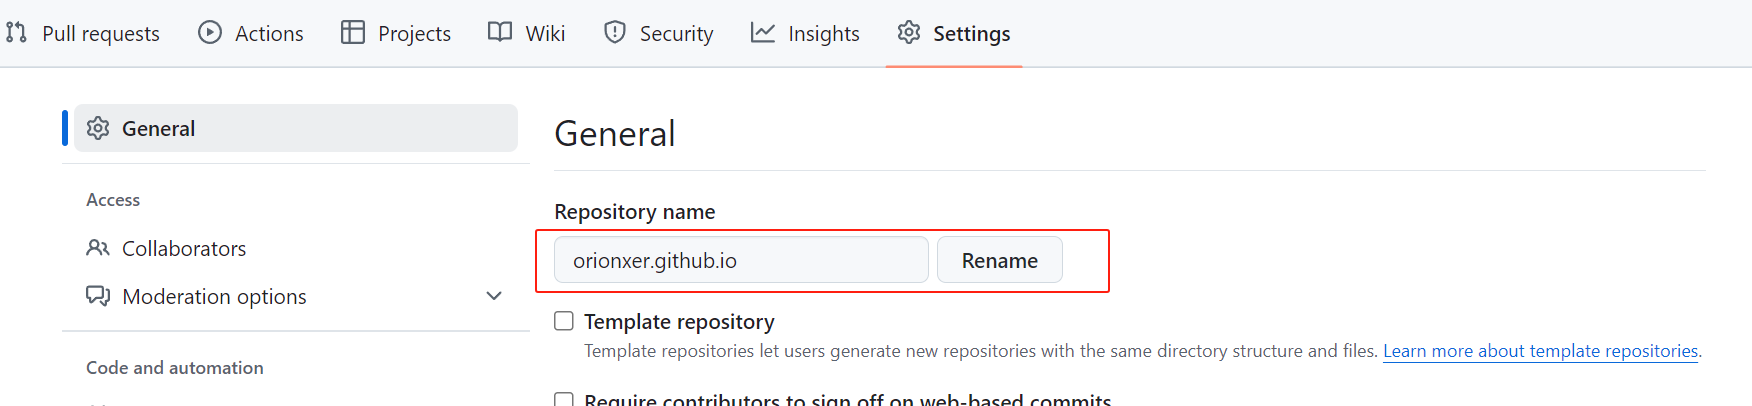 Pull requests Actions Projects Wiki Security Insights Settings
General
Access
Collaborators
Moderation options
Code and automation
General
Repository name
orionxer.github.io Rename
Template repository
Template repositories let users generate new repositories with the same directory structure and files. Learn more about template repositories.
Require contributors to sign off on web-based commits